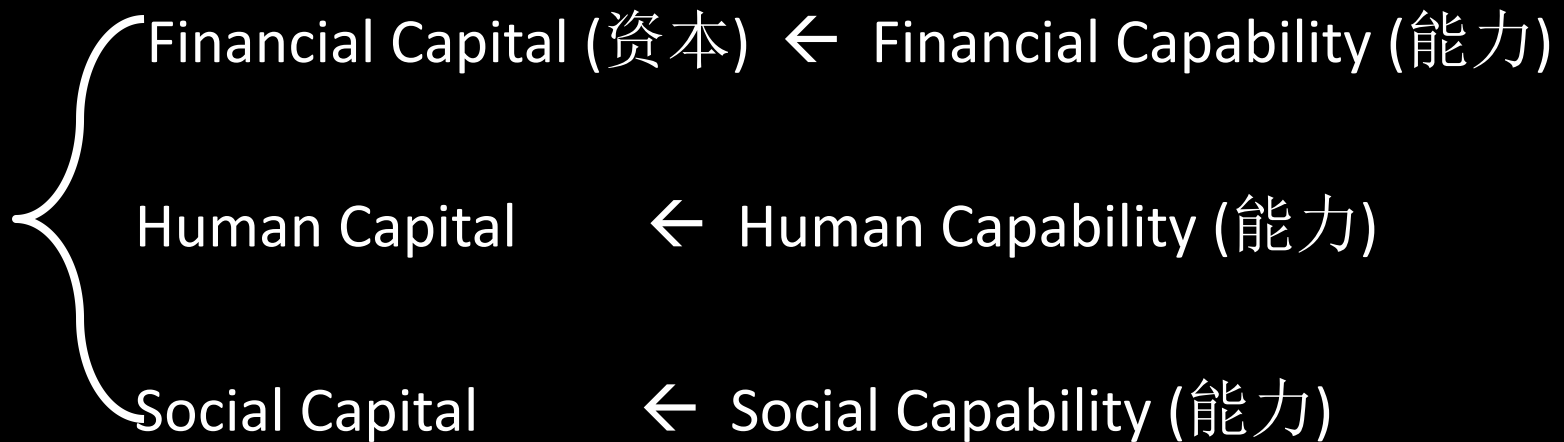 Financial Capital (资本) ← Financial Capability (能力)
Human Capital ← Human Capability (能力)
Social Capital ← Social Capability (能力)